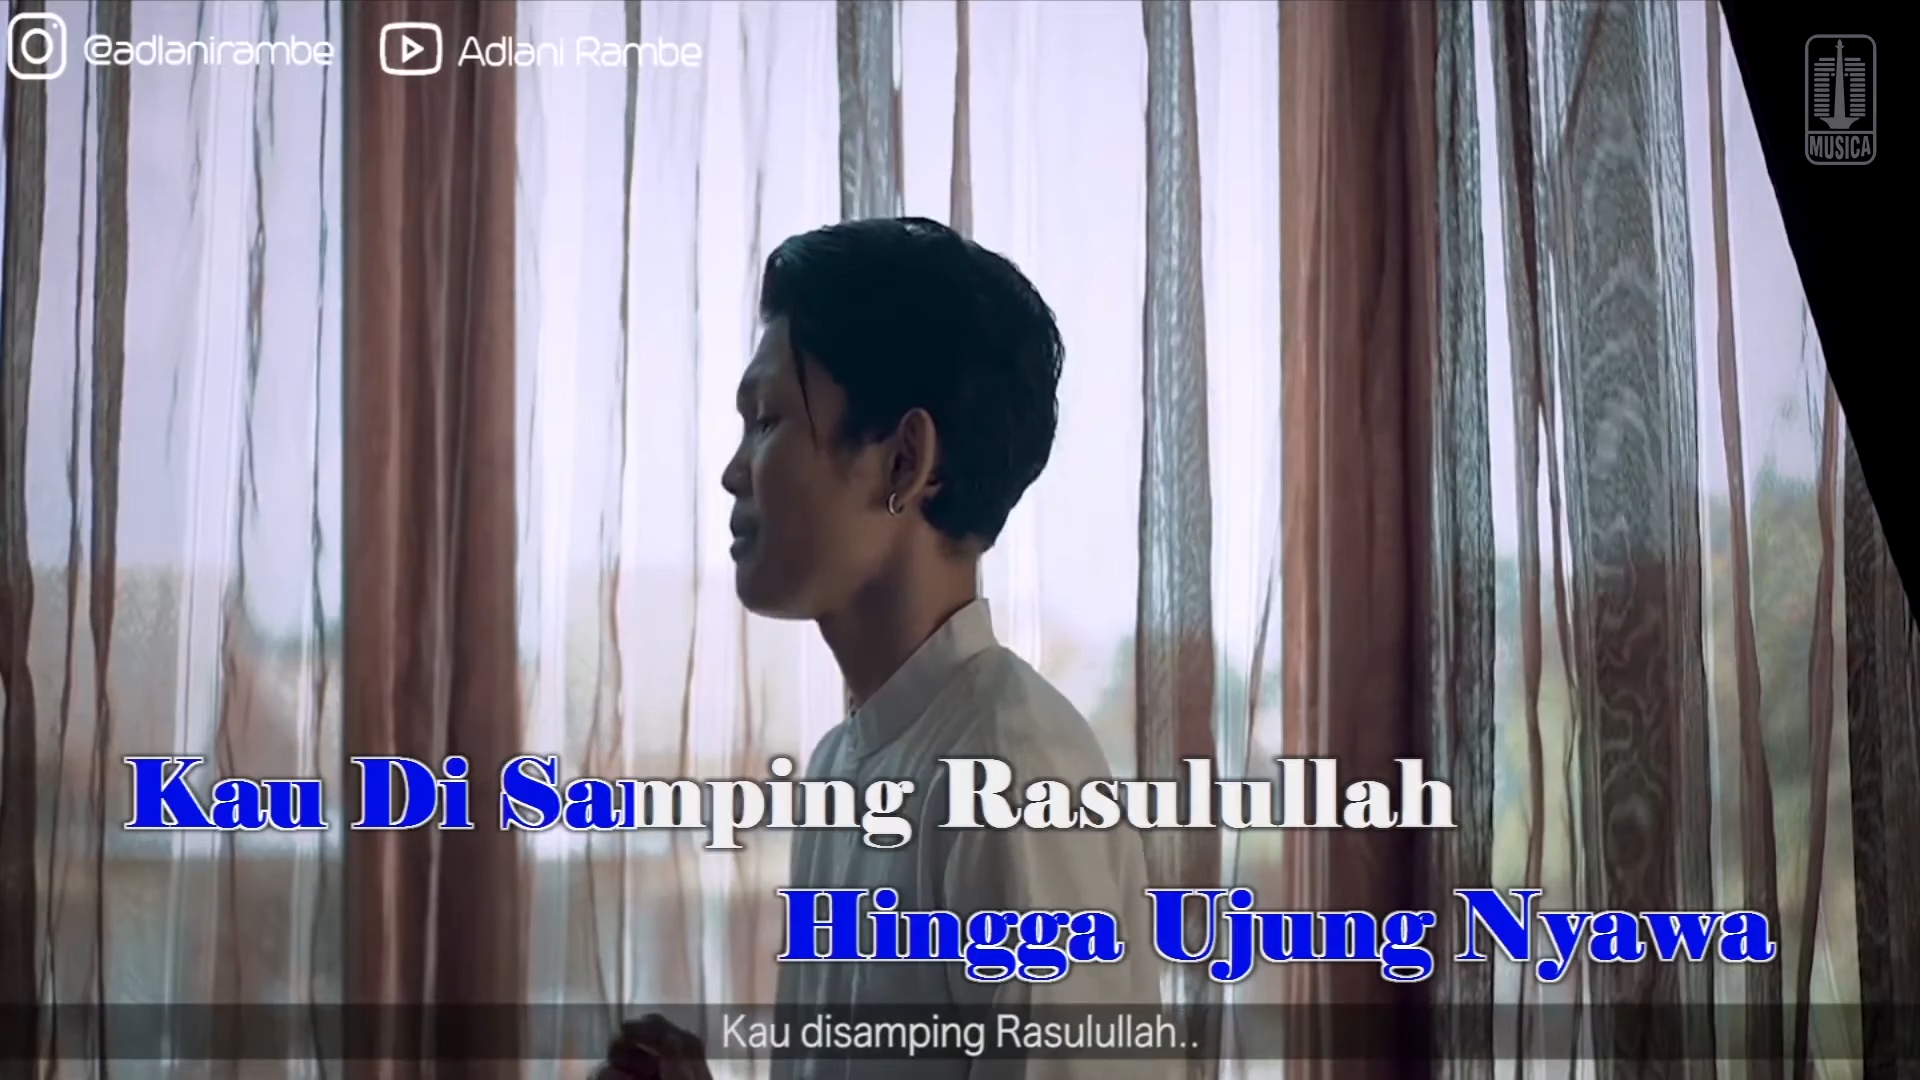 @adlanirambe Adlani Rambe
MUSICA
Kau Di Samping Rasulullah
Hingga Ujung Nyawa
Kau disamping Rasulullah..